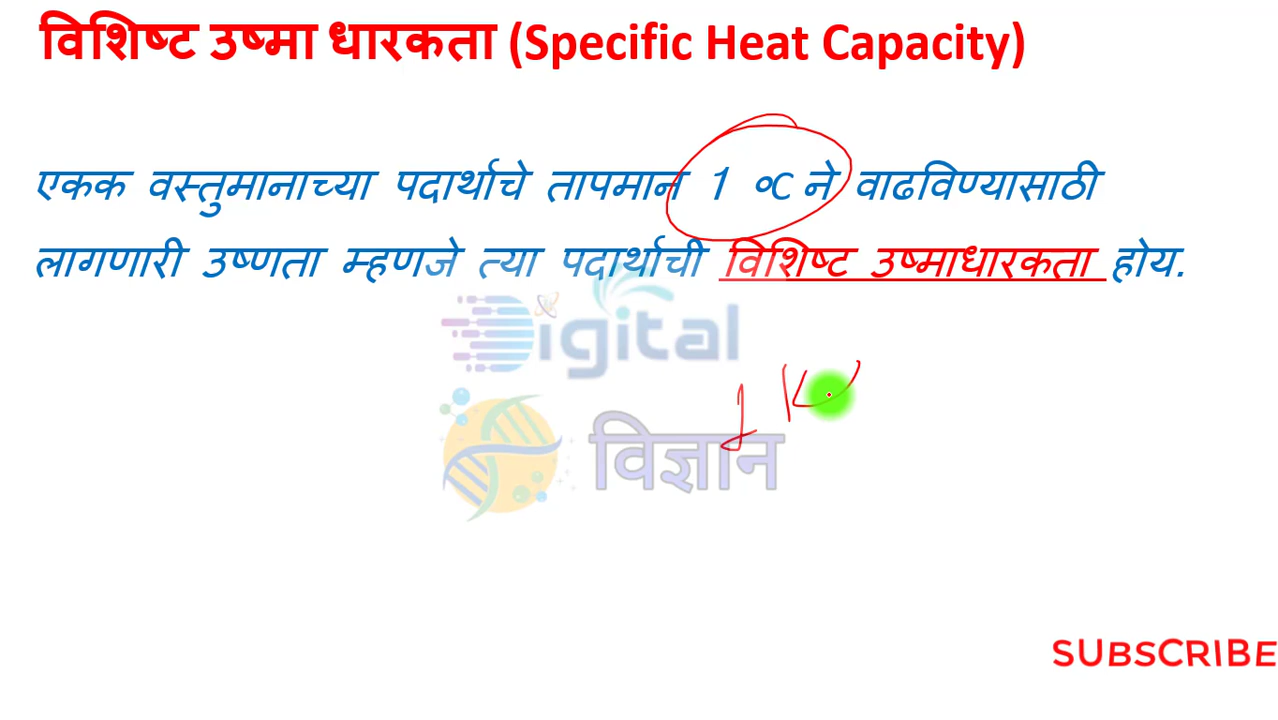 विशिष्ट उष्मा धारकता (Specific Heat Capacity)
एकक वस्तुमानाच्या पदार्थाचे तापमान 1 °C ने वाढविण्यासाठी
लागणारी उष्णता म्हणजे त्या पदार्थाची विशिष्ट उष्माधारकता होय.
Digital
विज्ञान
SUBSCRIBE